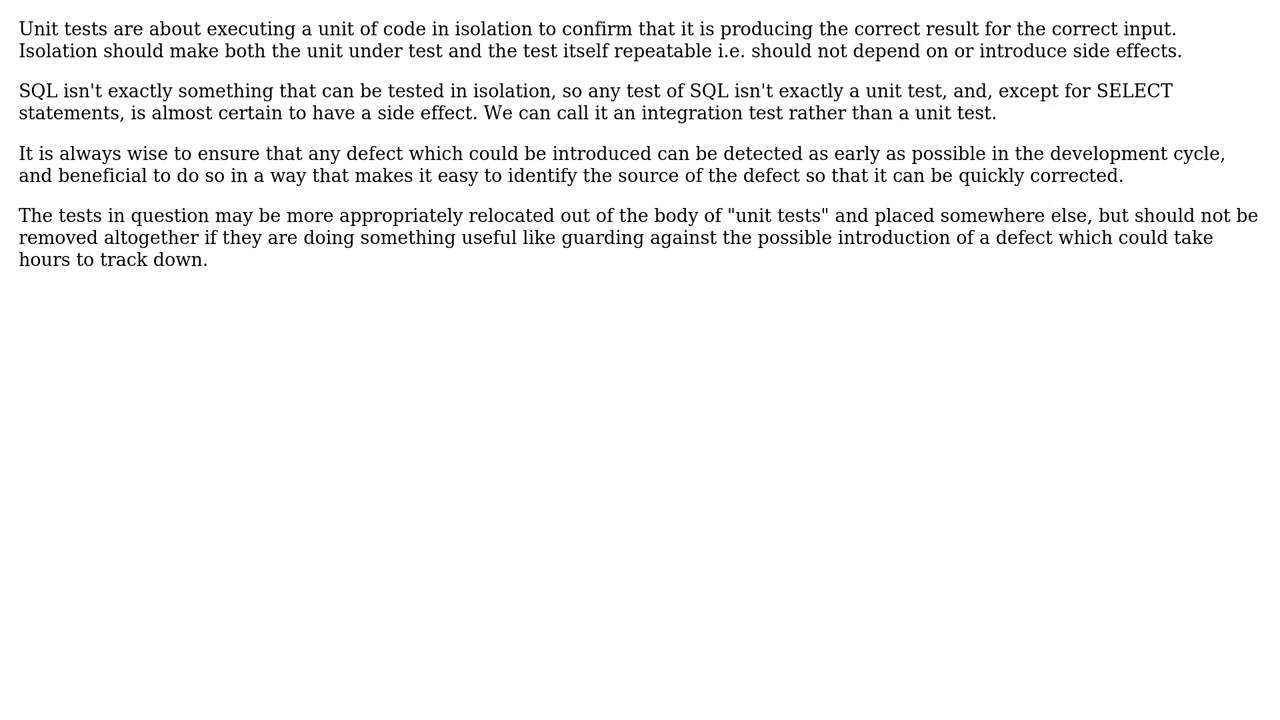 Unit tests are about executing a unit of code in isolation to confirm that it is producing the correct result for the correct input.
Isolation should make both the unit under test and the test itself repeatable i.e. should not depend on or introduce side effects.
SQL isn't exactly something that can be tested in isolation, so any test of SQL isn't exactly a unit test, and, except for SELECT
statements, is almost certain to have a side effect. We can call it an integration test rather than a unit test.
It is always wise to ensure that any defect which could be introduced can be detected as early as possible in the development cycle,
and beneficial to do so in a way that makes it easy to identify the source of the defect so that it can be quickly corrected.
The tests in question may be more appropriately relocated out of the body of "unit tests" and placed somewhere else, but should not be
removed altogether if they are doing something useful like guarding against the possible introduction of a defect which could take
hours to track down.